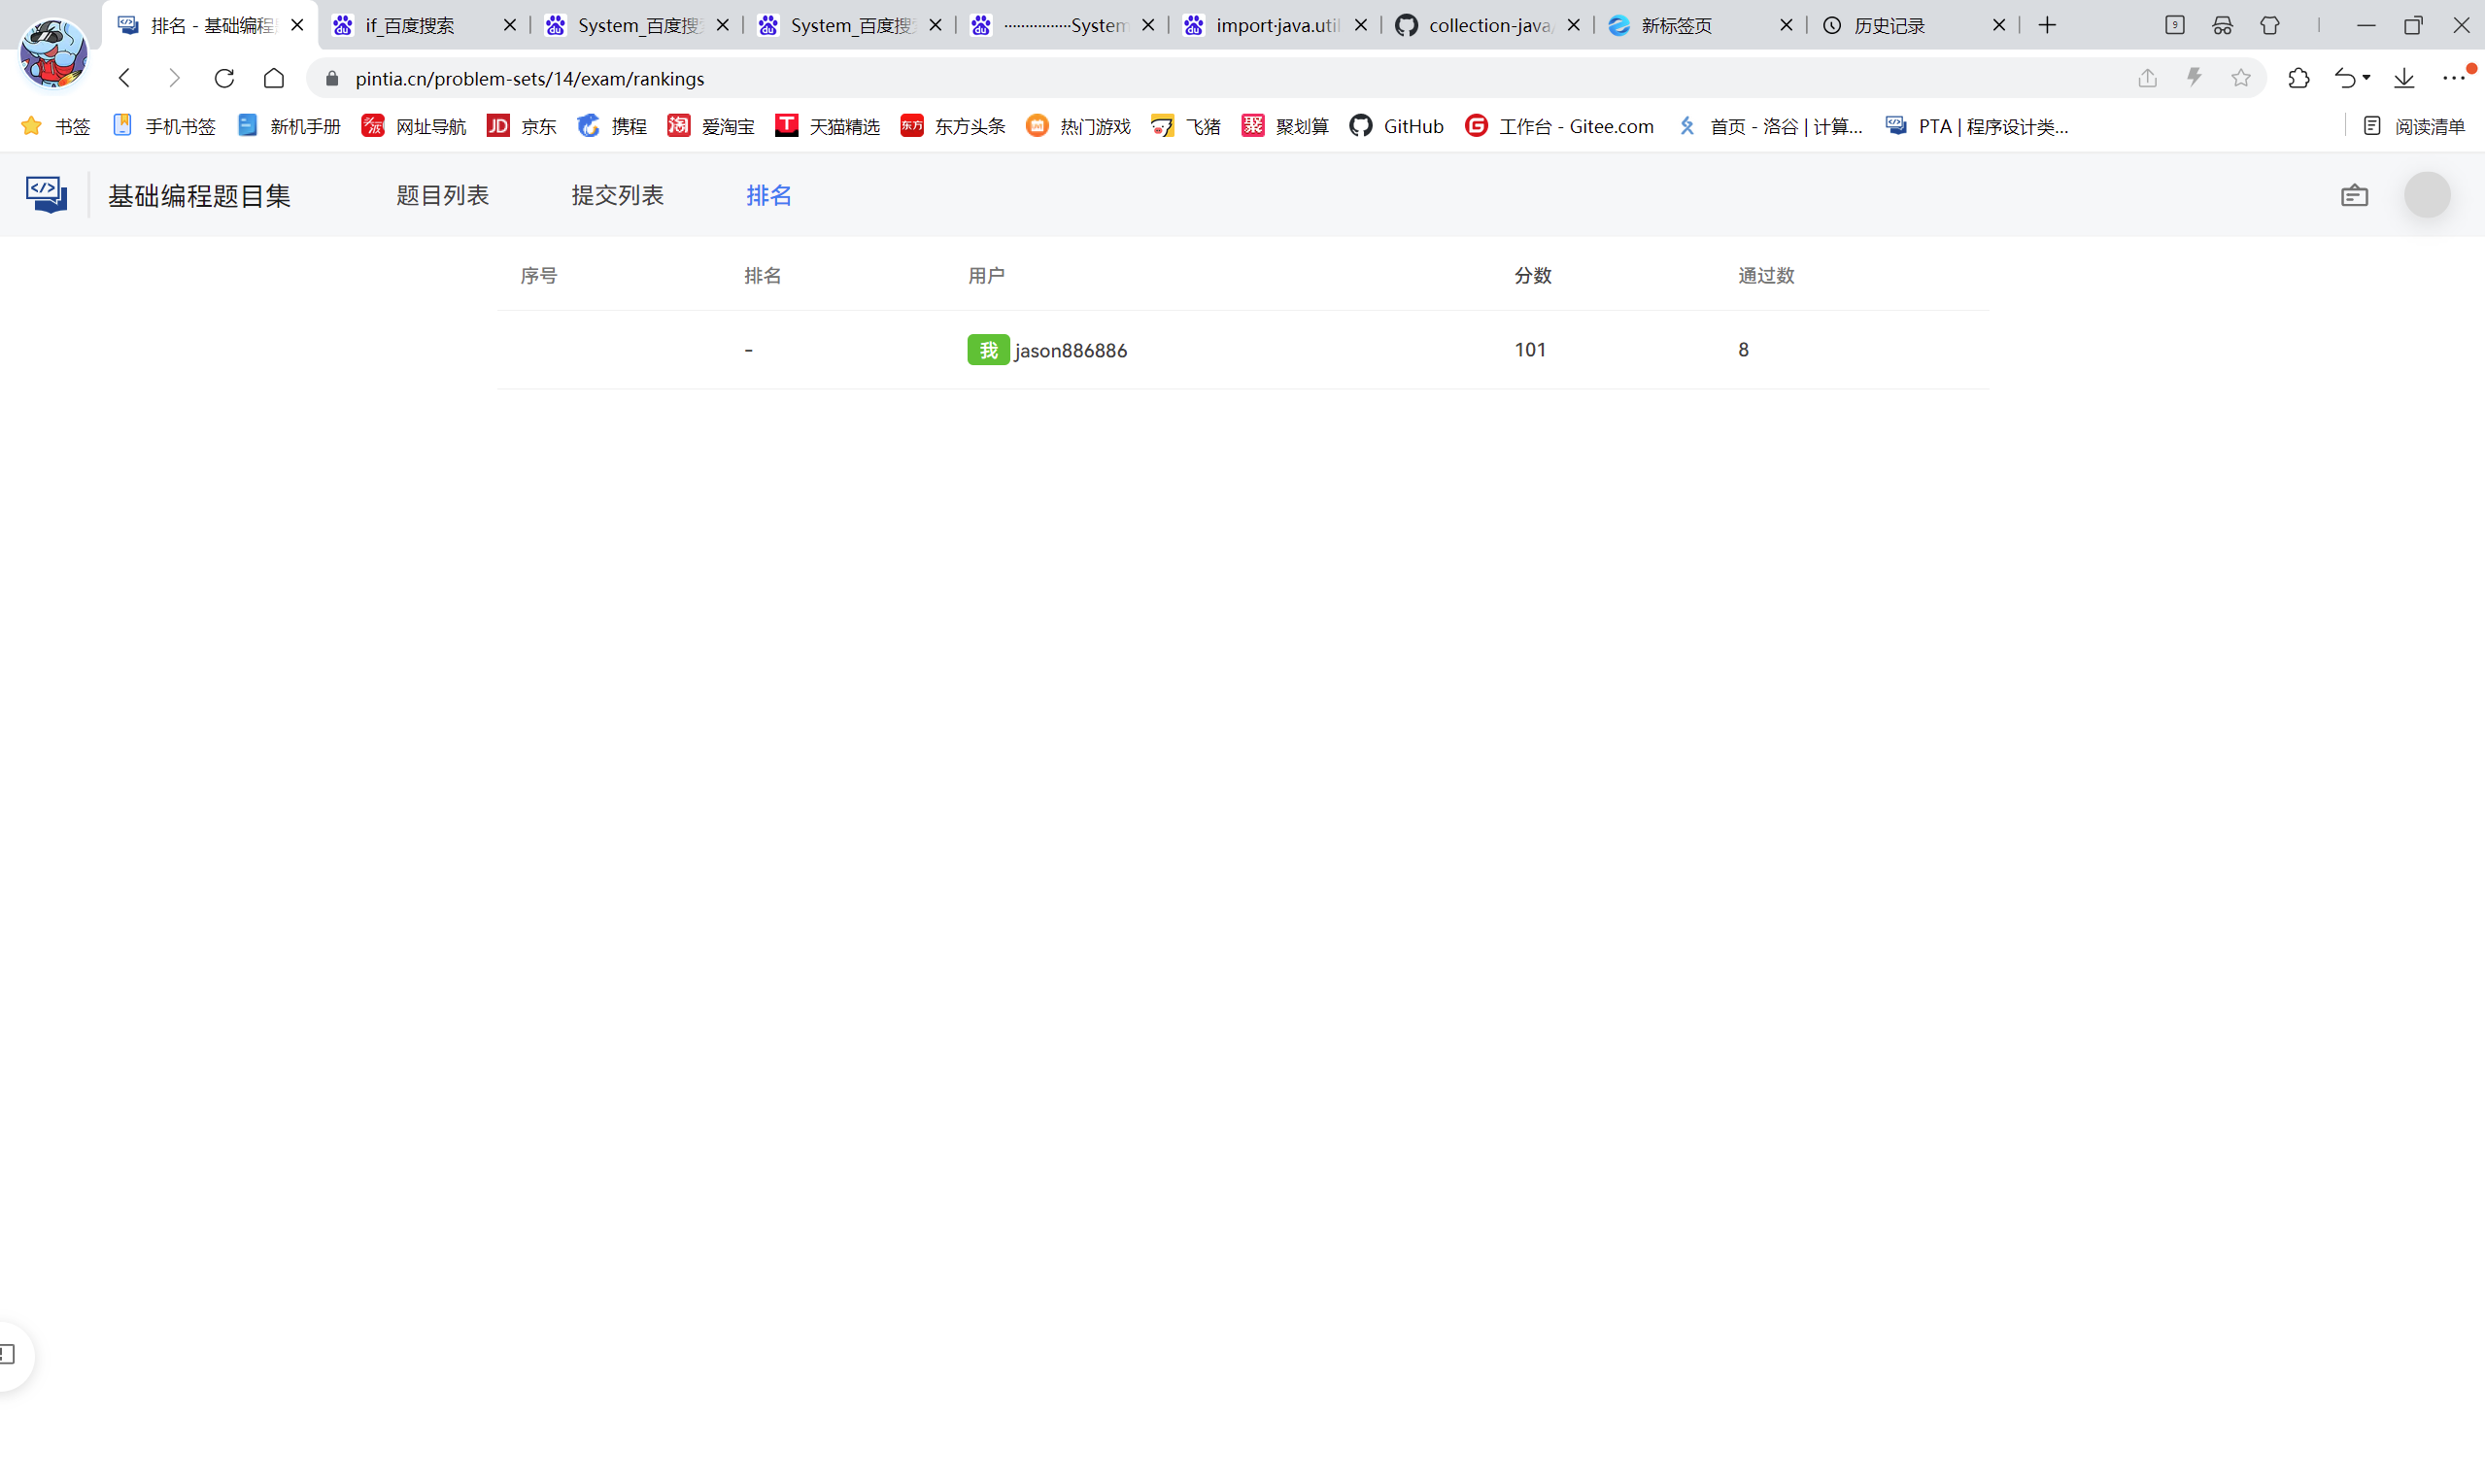 排名 - 基础编程 if_百度搜索 System_百度搜 System_百度搜 ···············System import·java.util collection-java 新标签页 历史记录 9
pintia.cn/problem-sets/14/exam/rankings
书签 手机书签 新机手册 网址导航 JD 京东 携程 淘 爱淘宝 T 天猫精选 东方 东方头条 热门游戏 飞猪 聚 聚划算 GitHub G 工作台 - Gitee.com 首页 - 洛谷 | 计算... PTA | 程序设计类... 阅读清单
基础编程题目集 题目列表 提交列表 排名
序号 排名 用户 分数 通过数
- 我 jason886886 101 8